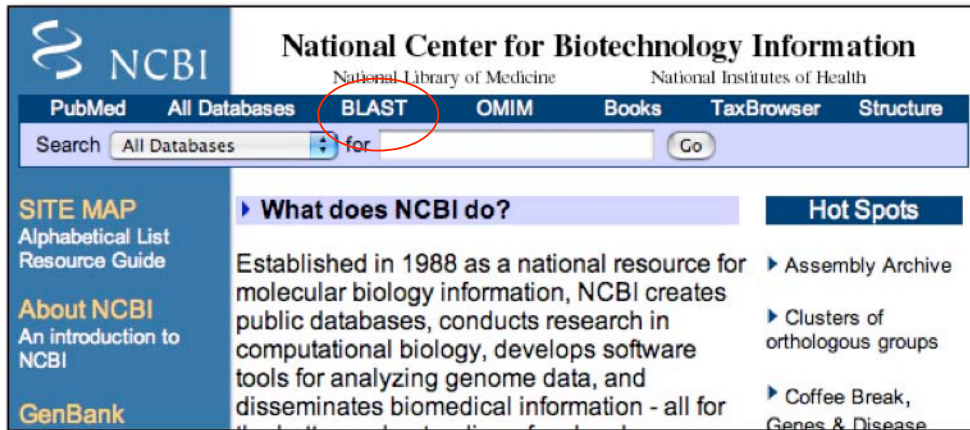 NCBI
National Center for Biotechnology Information
National Library of Medicine National Institutes of Health
PubMed All Databases BLAST OMIM Books TaxBrowser Structure
Search All Databases for Go
SITE MAP
Alphabetical List
Resource Guide
About NCBI
An introduction to
NCBI
GenBank
What does NCBI do?
Established in 1988 as a national resource for
molecular biology information, NCBI creates
public databases, conducts research in
computational biology, develops software
tools for analyzing genome data, and
disseminates biomedical information - all for
Hot Spots
Assembly Archive
Clusters of
orthologous groups
Coffee Break,
Genes & Disease